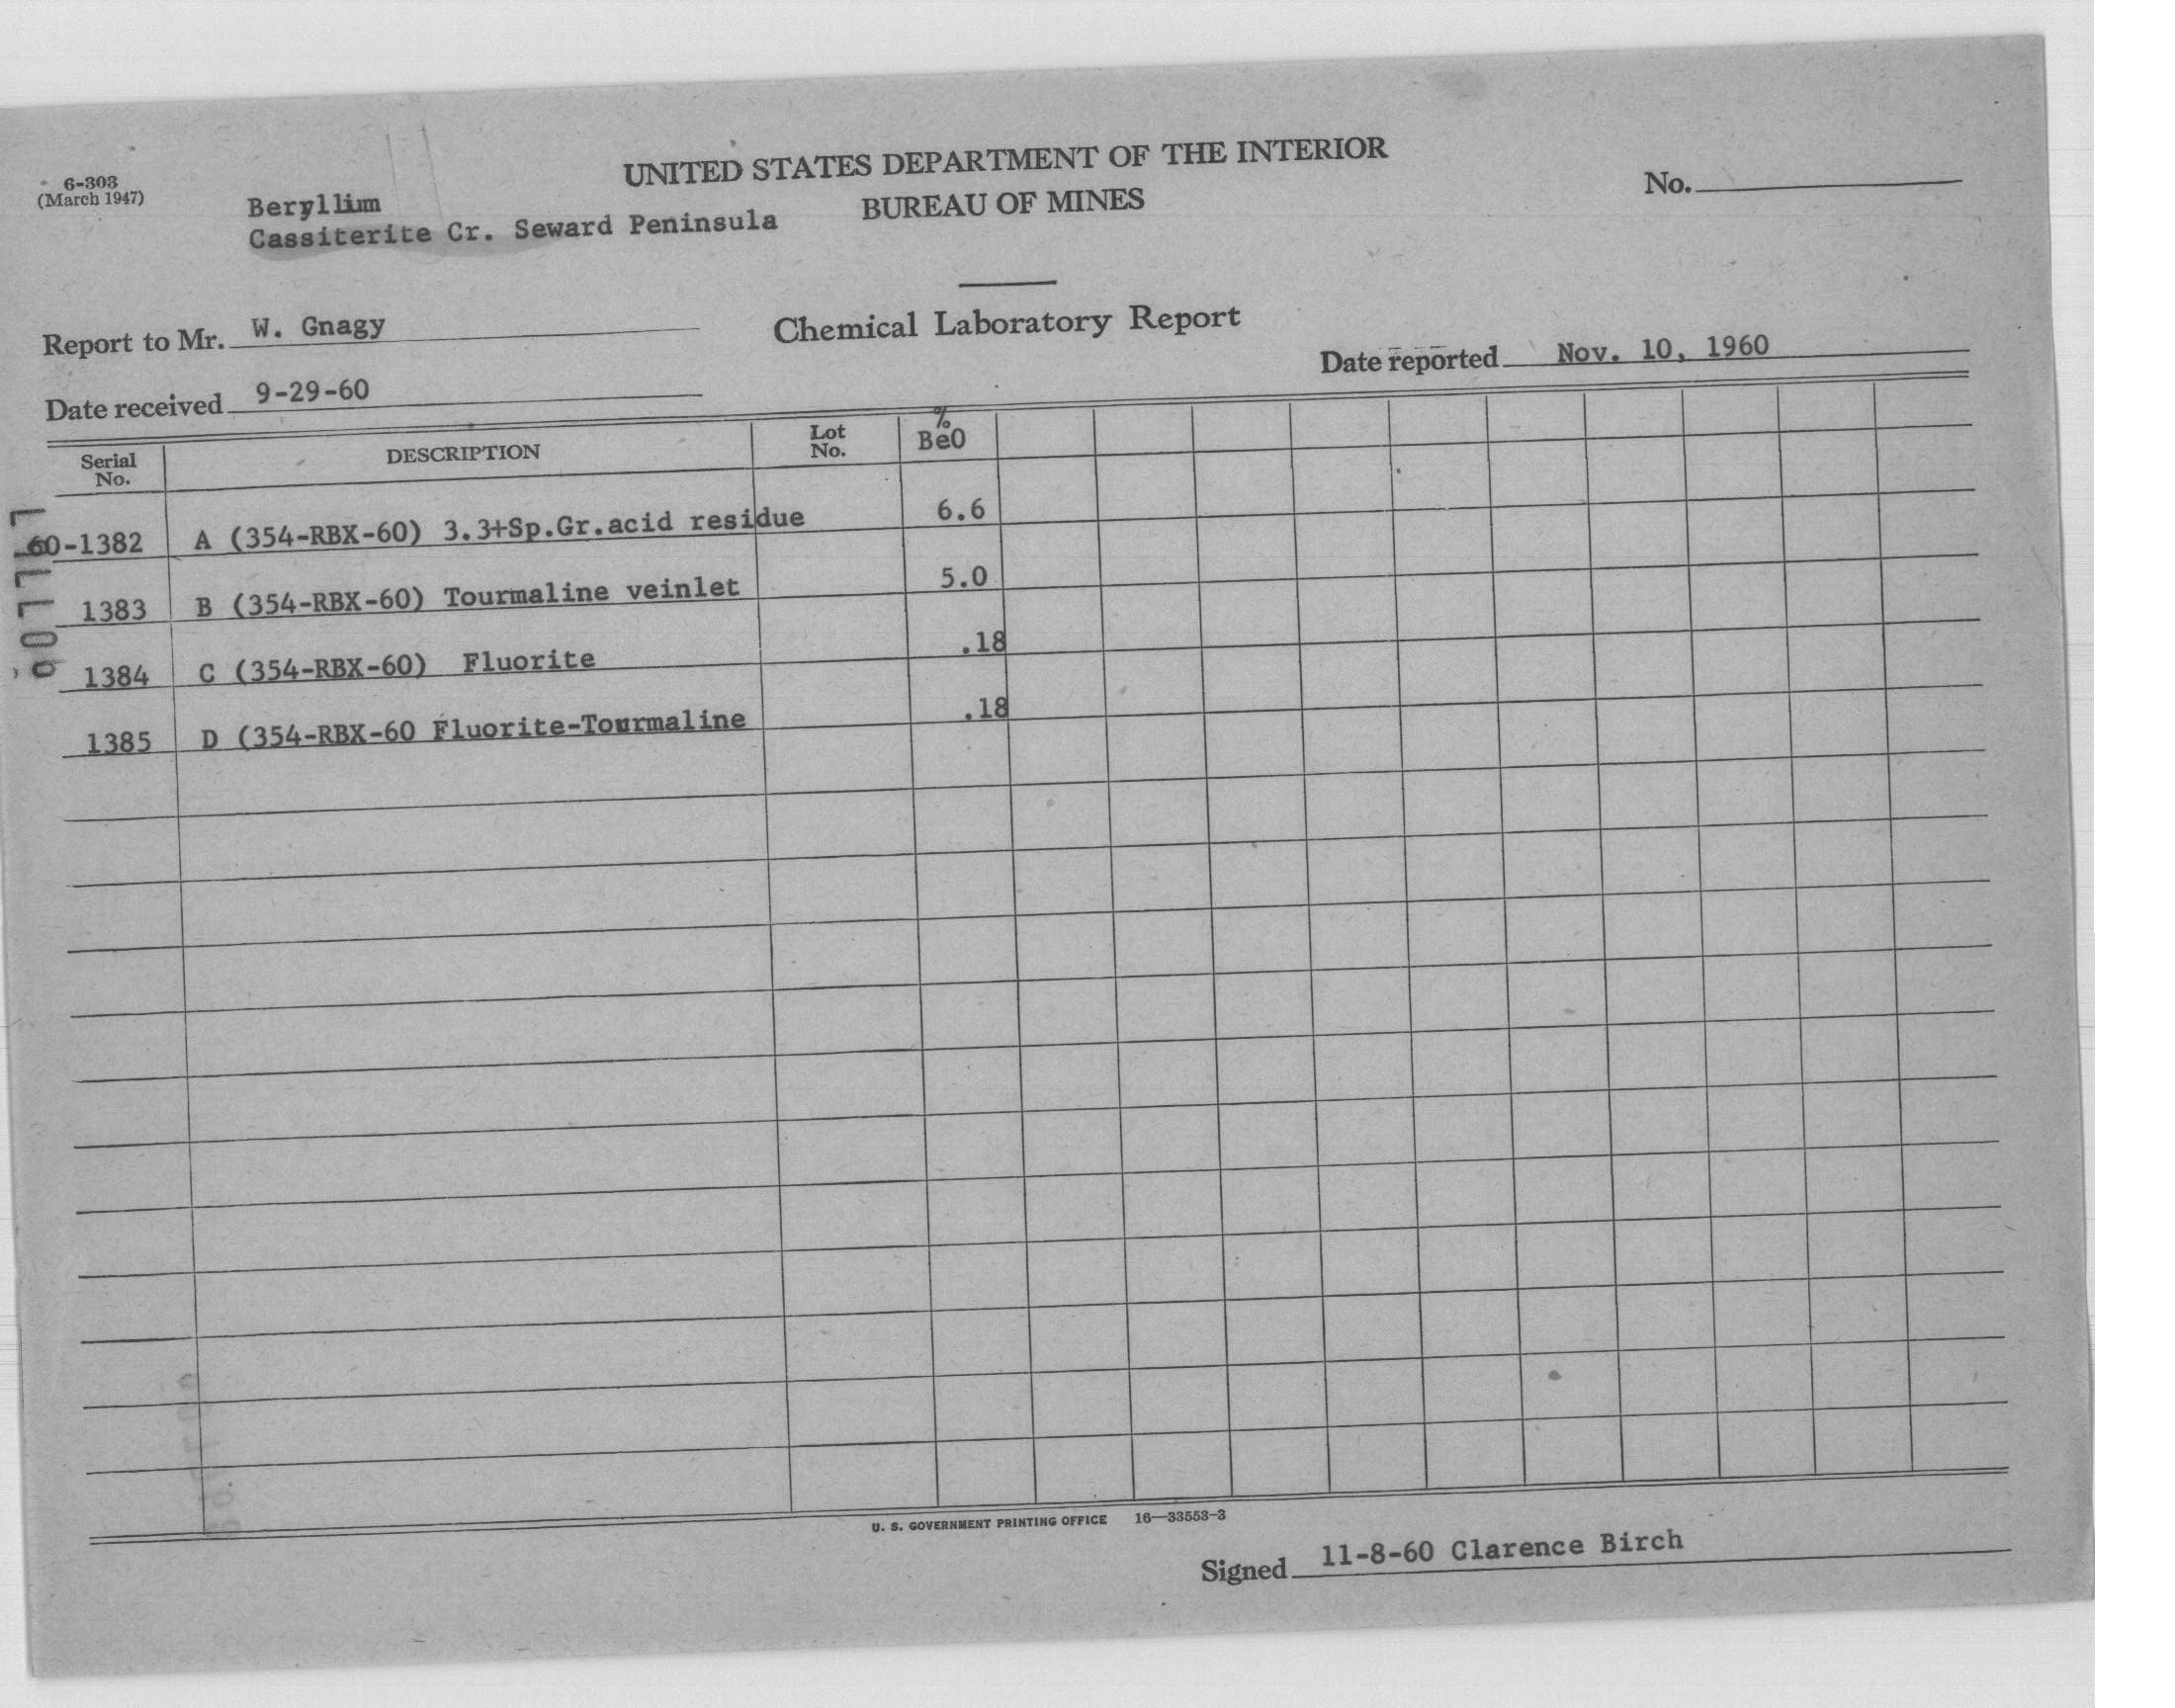 6-303
(March 1947)
Beryllim
Cassiterite Cr. Seward Peninsula
UNITED STATES DEPARTMENT OF THE INTERIOR
BUREAU OF MINES
No.
Chemical Laboratory Report
Report to Mr. W. Gnagy
Date received 9-29-60
Date reported Nov. 10, 1960
Serial No. DESCRIPTION Lot No. % BeO
60-1382 A (354-RBX-60) 3.3+Sp.Gr.acid residue 6.6
1383 B (354-RBX-60) Tourmaline veinlet 5.0
1384 C (354-RBX-60) Fluorite .18
1385 D (354-RBX-60 Fluorite-Tourmaline .18
U. S. GOVERNMENT PRINTING OFFICE 16—33553-3
Signed 11-8-60 Clarence Birch